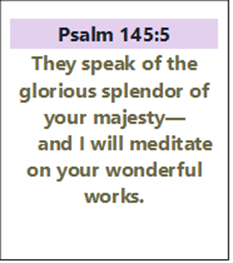 Psalm 145:5
They speak of the
glorious splendor of
your majesty—
and I will meditate
on your wonderful
works.